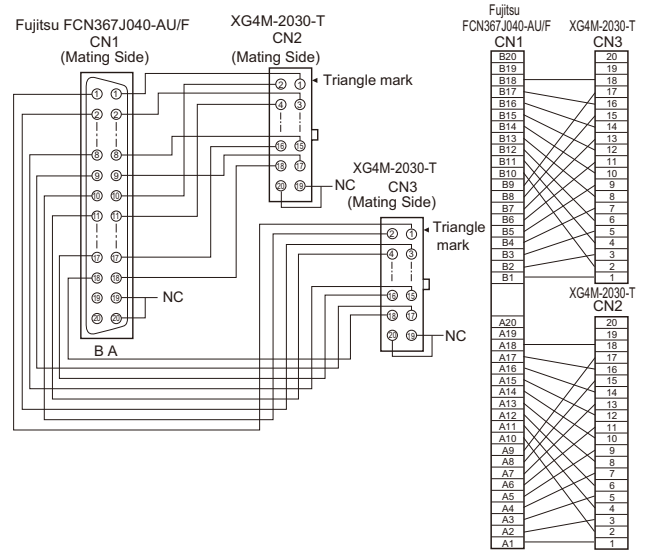 Fujitsu FCN367J040-AU/F
CN1
(Mating Side)
XG4M-2030-T
CN2
(Mating Side)
Triangle mark
1 1 2 1
2 2 4 3
8 8 16 15
9 9 18 17
10 10 20 19 NC
11 11
17 17
18 18
19 19 NC
20 20
B A
XG4M-2030-T
CN3
(Mating Side)
Triangle
mark
2 1
4 3
16 15
18 17
20 19 NC
Fujitsu
FCN367J040-AU/F XG4M-2030-T
CN1 CN3
B20 20
B19 19
B18 18
B17 17
B16 16
B15 15
B14 14
B13 13
B12 12
B11 11
B10 10
B9 9
B8 8
B7 7
B6 6
B5 5
B4 4
B3 3
B2 2
B1 1
XG4M-2030-T
CN2
A20 20
A19 19
A18 18
A17 17
A16 16
A15 15
A14 14
A13 13
A12 12
A11 11
A10 10
A9 9
A8 8
A7 7
A6 6
A5 5
A4 4
A3 3
A2 2
A1 1